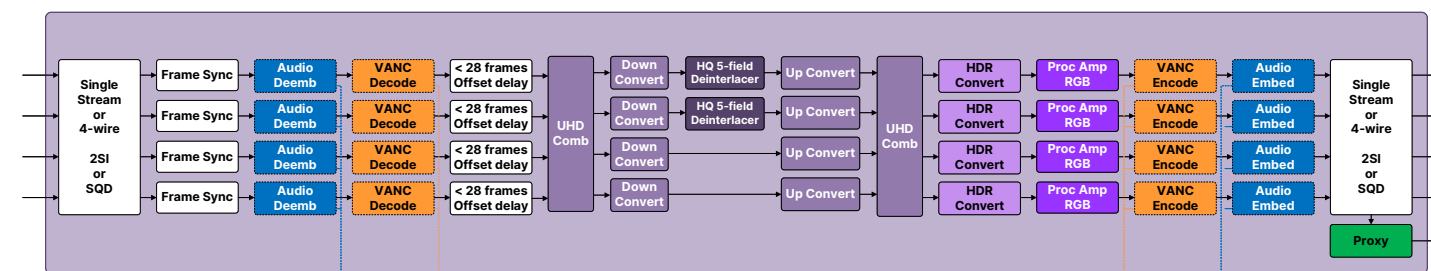 Single
Stream
or
4-wire
2SI
or
SQD
Frame Sync
Audio
Deemb
VANC
Decode
< 28 frames
Offset delay
Frame Sync
Audio
Deemb
VANC
Decode
< 28 frames
Offset delay
Frame Sync
Audio
Deemb
VANC
Decode
< 28 frames
Offset delay
Frame Sync
Audio
Deemb
VANC
Decode
< 28 frames
Offset delay
UHD
Comb
Down
Convert
HQ 5-field
Deinterlacer
Up Convert
Down
Convert
HQ 5-field
Deinterlacer
Up Convert
Down
Convert
Up Convert
Down
Convert
Up Convert
UHD
Comb
HDR
Convert
Proc Amp
RGB
VANC
Encode
Audio
Embed
HDR
Convert
Proc Amp
RGB
VANC
Encode
Audio
Embed
HDR
Convert
Proc Amp
RGB
VANC
Encode
Audio
Embed
HDR
Convert
Proc Amp
RGB
VANC
Encode
Audio
Embed
Single
Stream
or
4-wire
2SI
or
SQD
Proxy